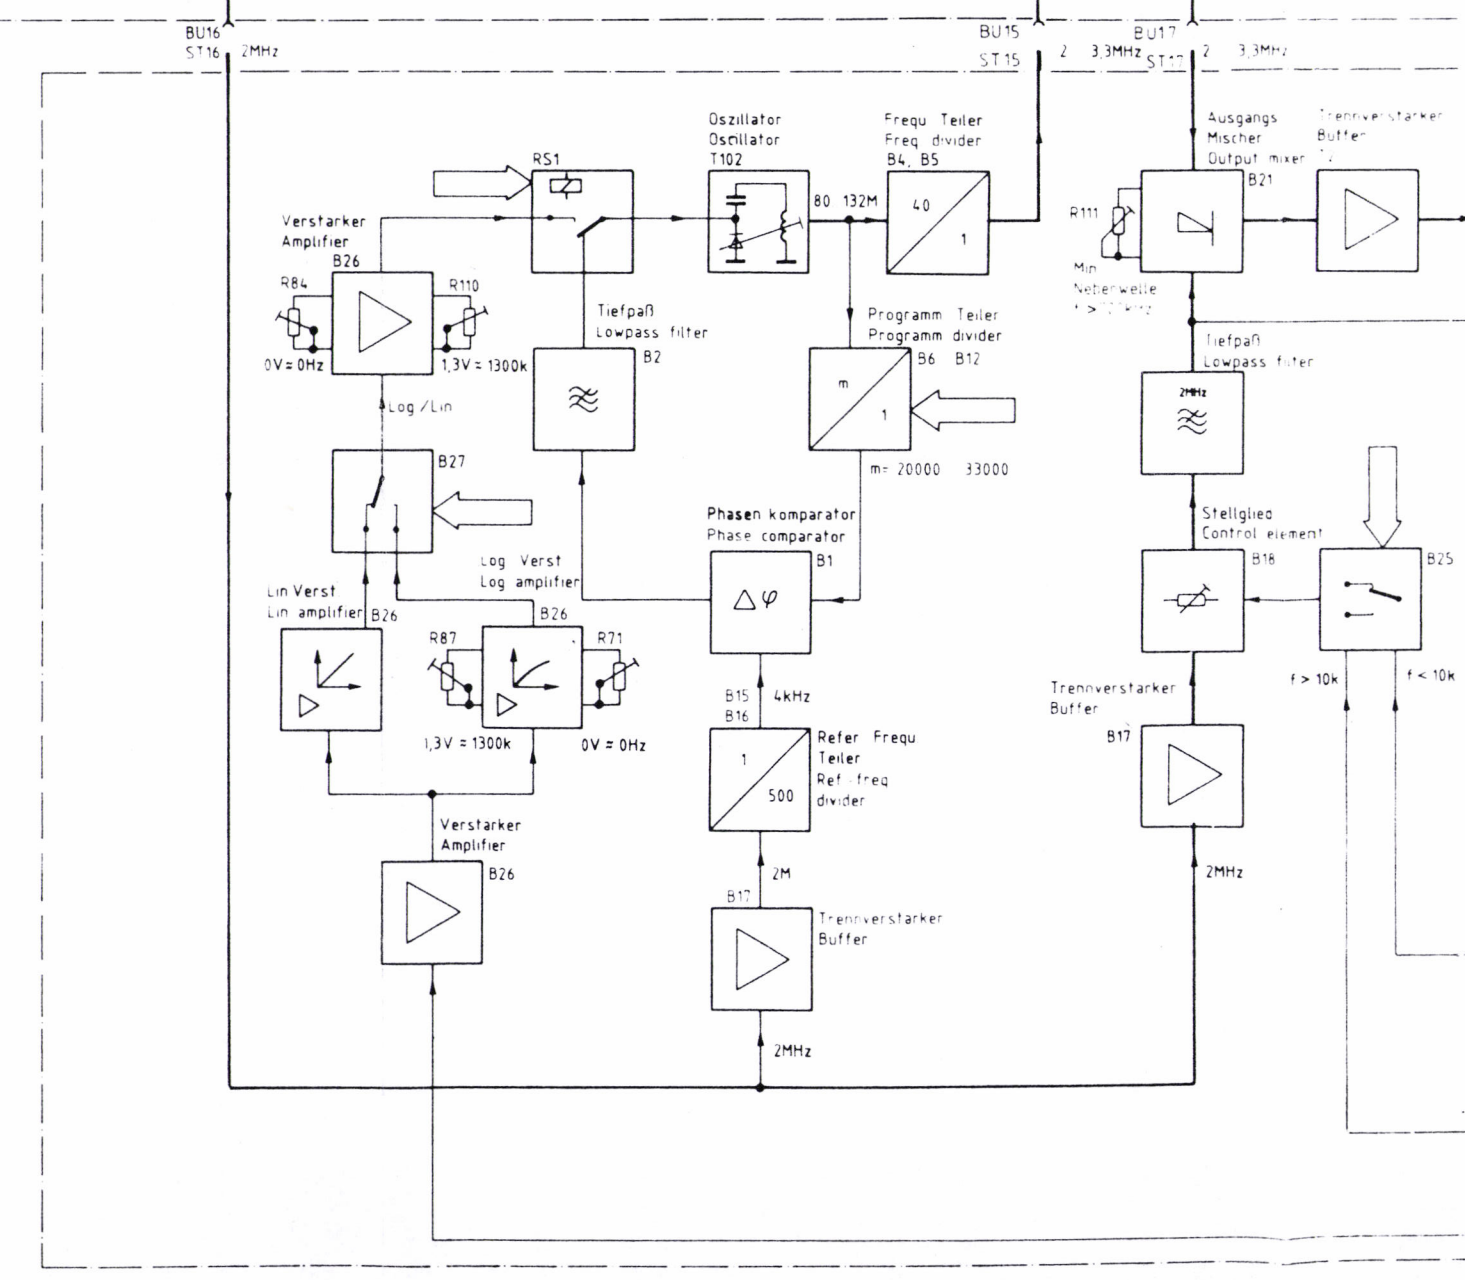 BU16
ST16
2MHz
BU15
ST15
2 3,3MHz
BU17
ST17
2 3,3MHz
Oszillator
Oscillator
T102
Frequ Teiler
Freq divider
B4, B5
Ausgangs
Mischer
Output mixer
B21
Trennverstarker
Buffer
RS1
Verstarker
Amplifier
B26
R84
R110
0V ≈ 0Hz
1,3V ≈ 1300k
80 132M
40
1
R111
Min
Nebenwelle
Tiefpaß
Lowpass filter
B2
Programm Teiler
Programm divider
B6 B12
m
1
m= 20000 33000
Tiefpaß
Lowpass filter
2MHz
Log/Lin
B27
Phasen komparator
Phase comparator
B1
Δφ
Stellglied
Control element
B18
B25
f > 10k
f < 10k
Lin Verst.
Lin amplifier
B26
Log Verst
Log amplifier
B26
R87
R71
1,3V ≈ 1300k
0V ≈ 0Hz
B15
B16
4kHz
Refer Frequ
Teiler
Ref-freq
divider
1
500
Trennverstarker
Buffer
B17
Verstarker
Amplifier
B26
2M
B17
Trennverstarker
Buffer
2MHz
2MHz